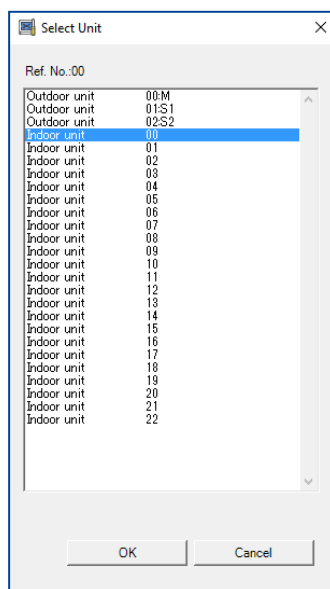 Select Unit
Ref. No.:00
Outdoor unit 00:M
Outdoor unit 01:S1
Outdoor unit 02:S2
Indoor unit 00
Indoor unit 01
Indoor unit 02
Indoor unit 03
Indoor unit 04
Indoor unit 05
Indoor unit 06
Indoor unit 07
Indoor unit 08
Indoor unit 09
Indoor unit 10
Indoor unit 11
Indoor unit 12
Indoor unit 13
Indoor unit 14
Indoor unit 15
Indoor unit 16
Indoor unit 17
Indoor unit 18
Indoor unit 19
Indoor unit 20
Indoor unit 21
Indoor unit 22
OK Cancel